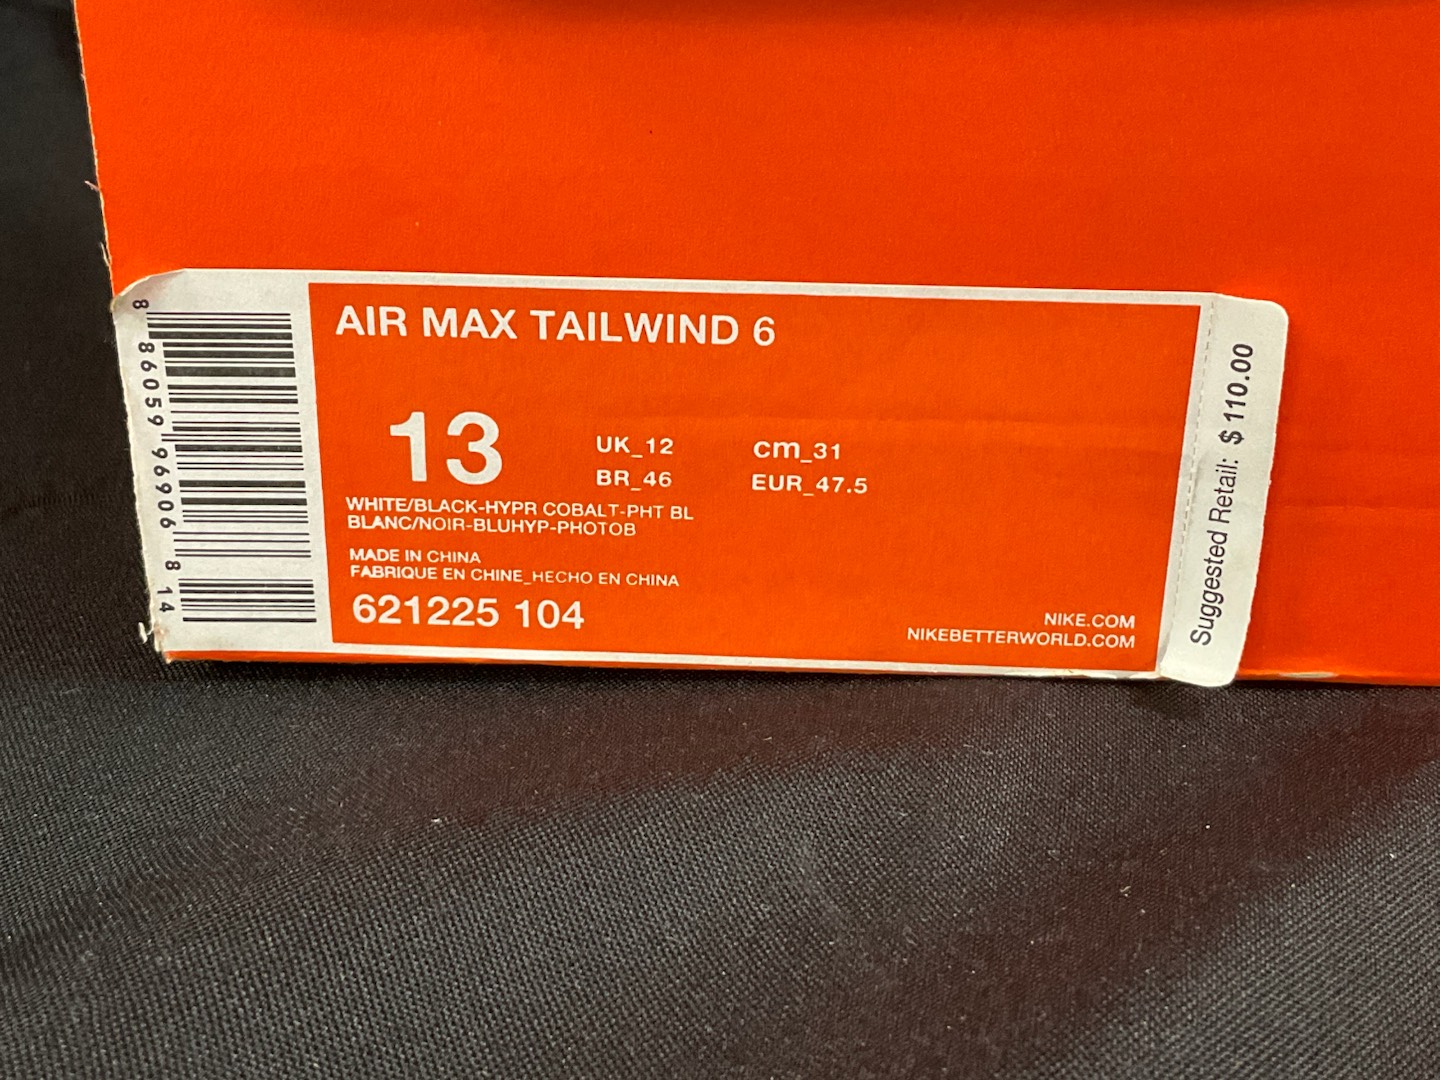 AIR MAX TAILWIND 6
13
UK_12
cm_31
BR_46
EUR_47.5
WHITE/BLACK-HYPR COBALT-PHT BL
BLANC/NOIR-BLUHYP-PHOTOB
MADE IN CHINA
FABRIQUE EN CHINE_HECHO EN CHINA
621225 104
NIKE.COM
NIKEBETTERWORLD.COM
8 86059 96906 8 14
Suggested Retail: $ 110.00